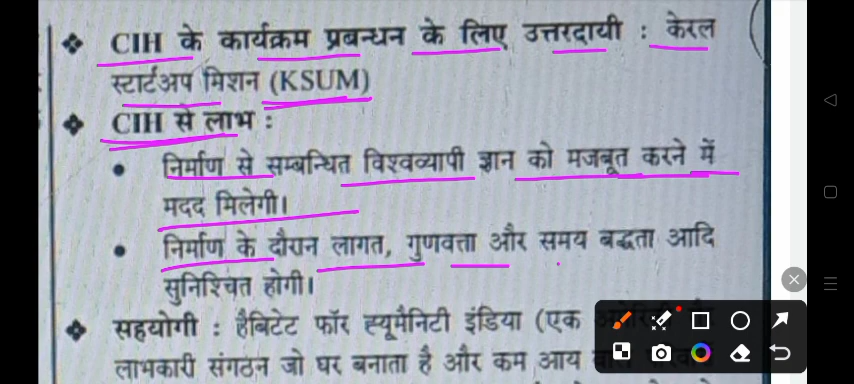 ❖ CIH के कार्यक्रम प्रबन्धन के लिए उत्तरदायी : केरल
स्टार्टअप मिशन (KSUM)
❖ CIH से लाभ :
• निर्माण से सम्बन्धित विश्वव्यापी ज्ञान को मजबूत करने में
मदद मिलेगी।
• निर्माण के दौरान लागत, गुणवत्ता और समय बद्धता आदि
सुनिश्चित होगी।
❖ सहयोगी : हैबिटेट फॉर ह्यूमैनिटी इंडिया (एक
लाभकारी संगठन जो घर बनाता है और कम आय